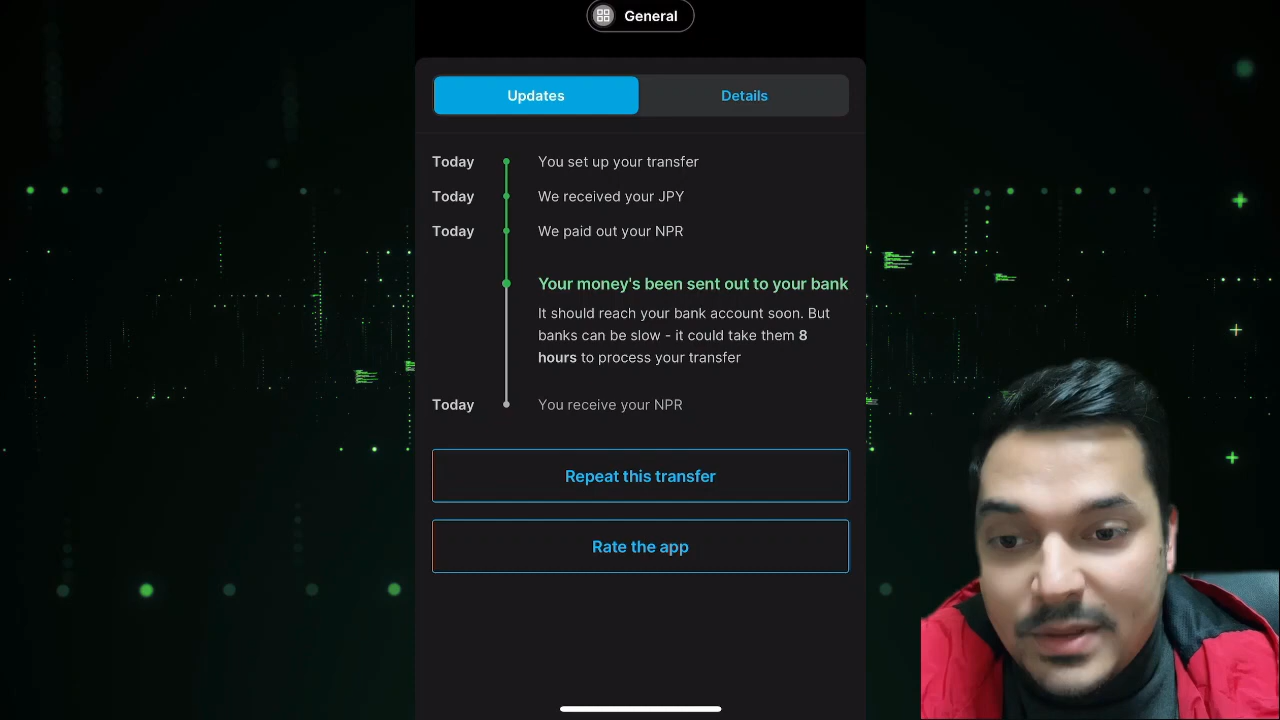 General
Updates
Details
Today
You set up your transfer
Today
We received your JPY
Today
We paid out your NPR
Your money's been sent out to your bank
It should reach your bank account soon. But
banks can be slow - it could take them 8
hours to process your transfer
Today
You receive your NPR
Repeat this transfer
Rate the app